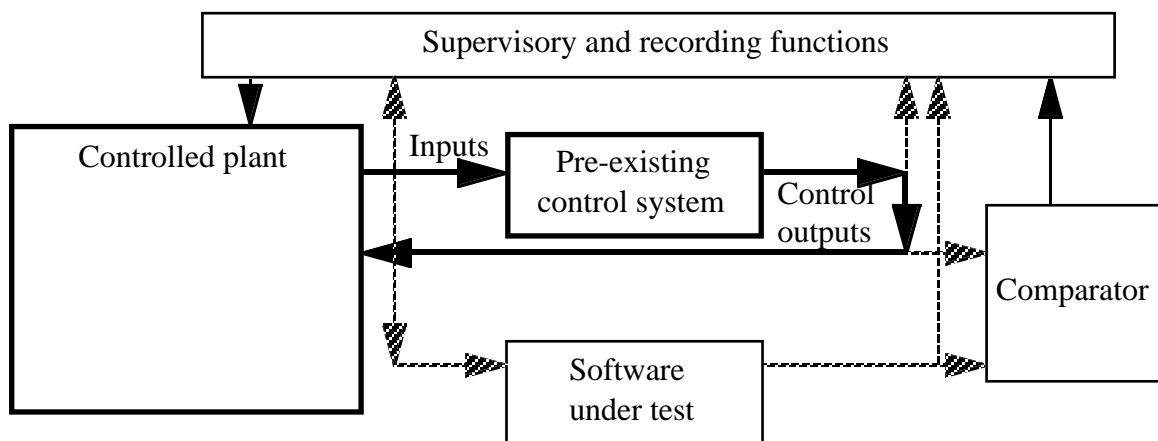 Supervisory and recording functions
Controlled plant
Inputs
Pre-existing
control system
Control
outputs
Comparator
Software
under test